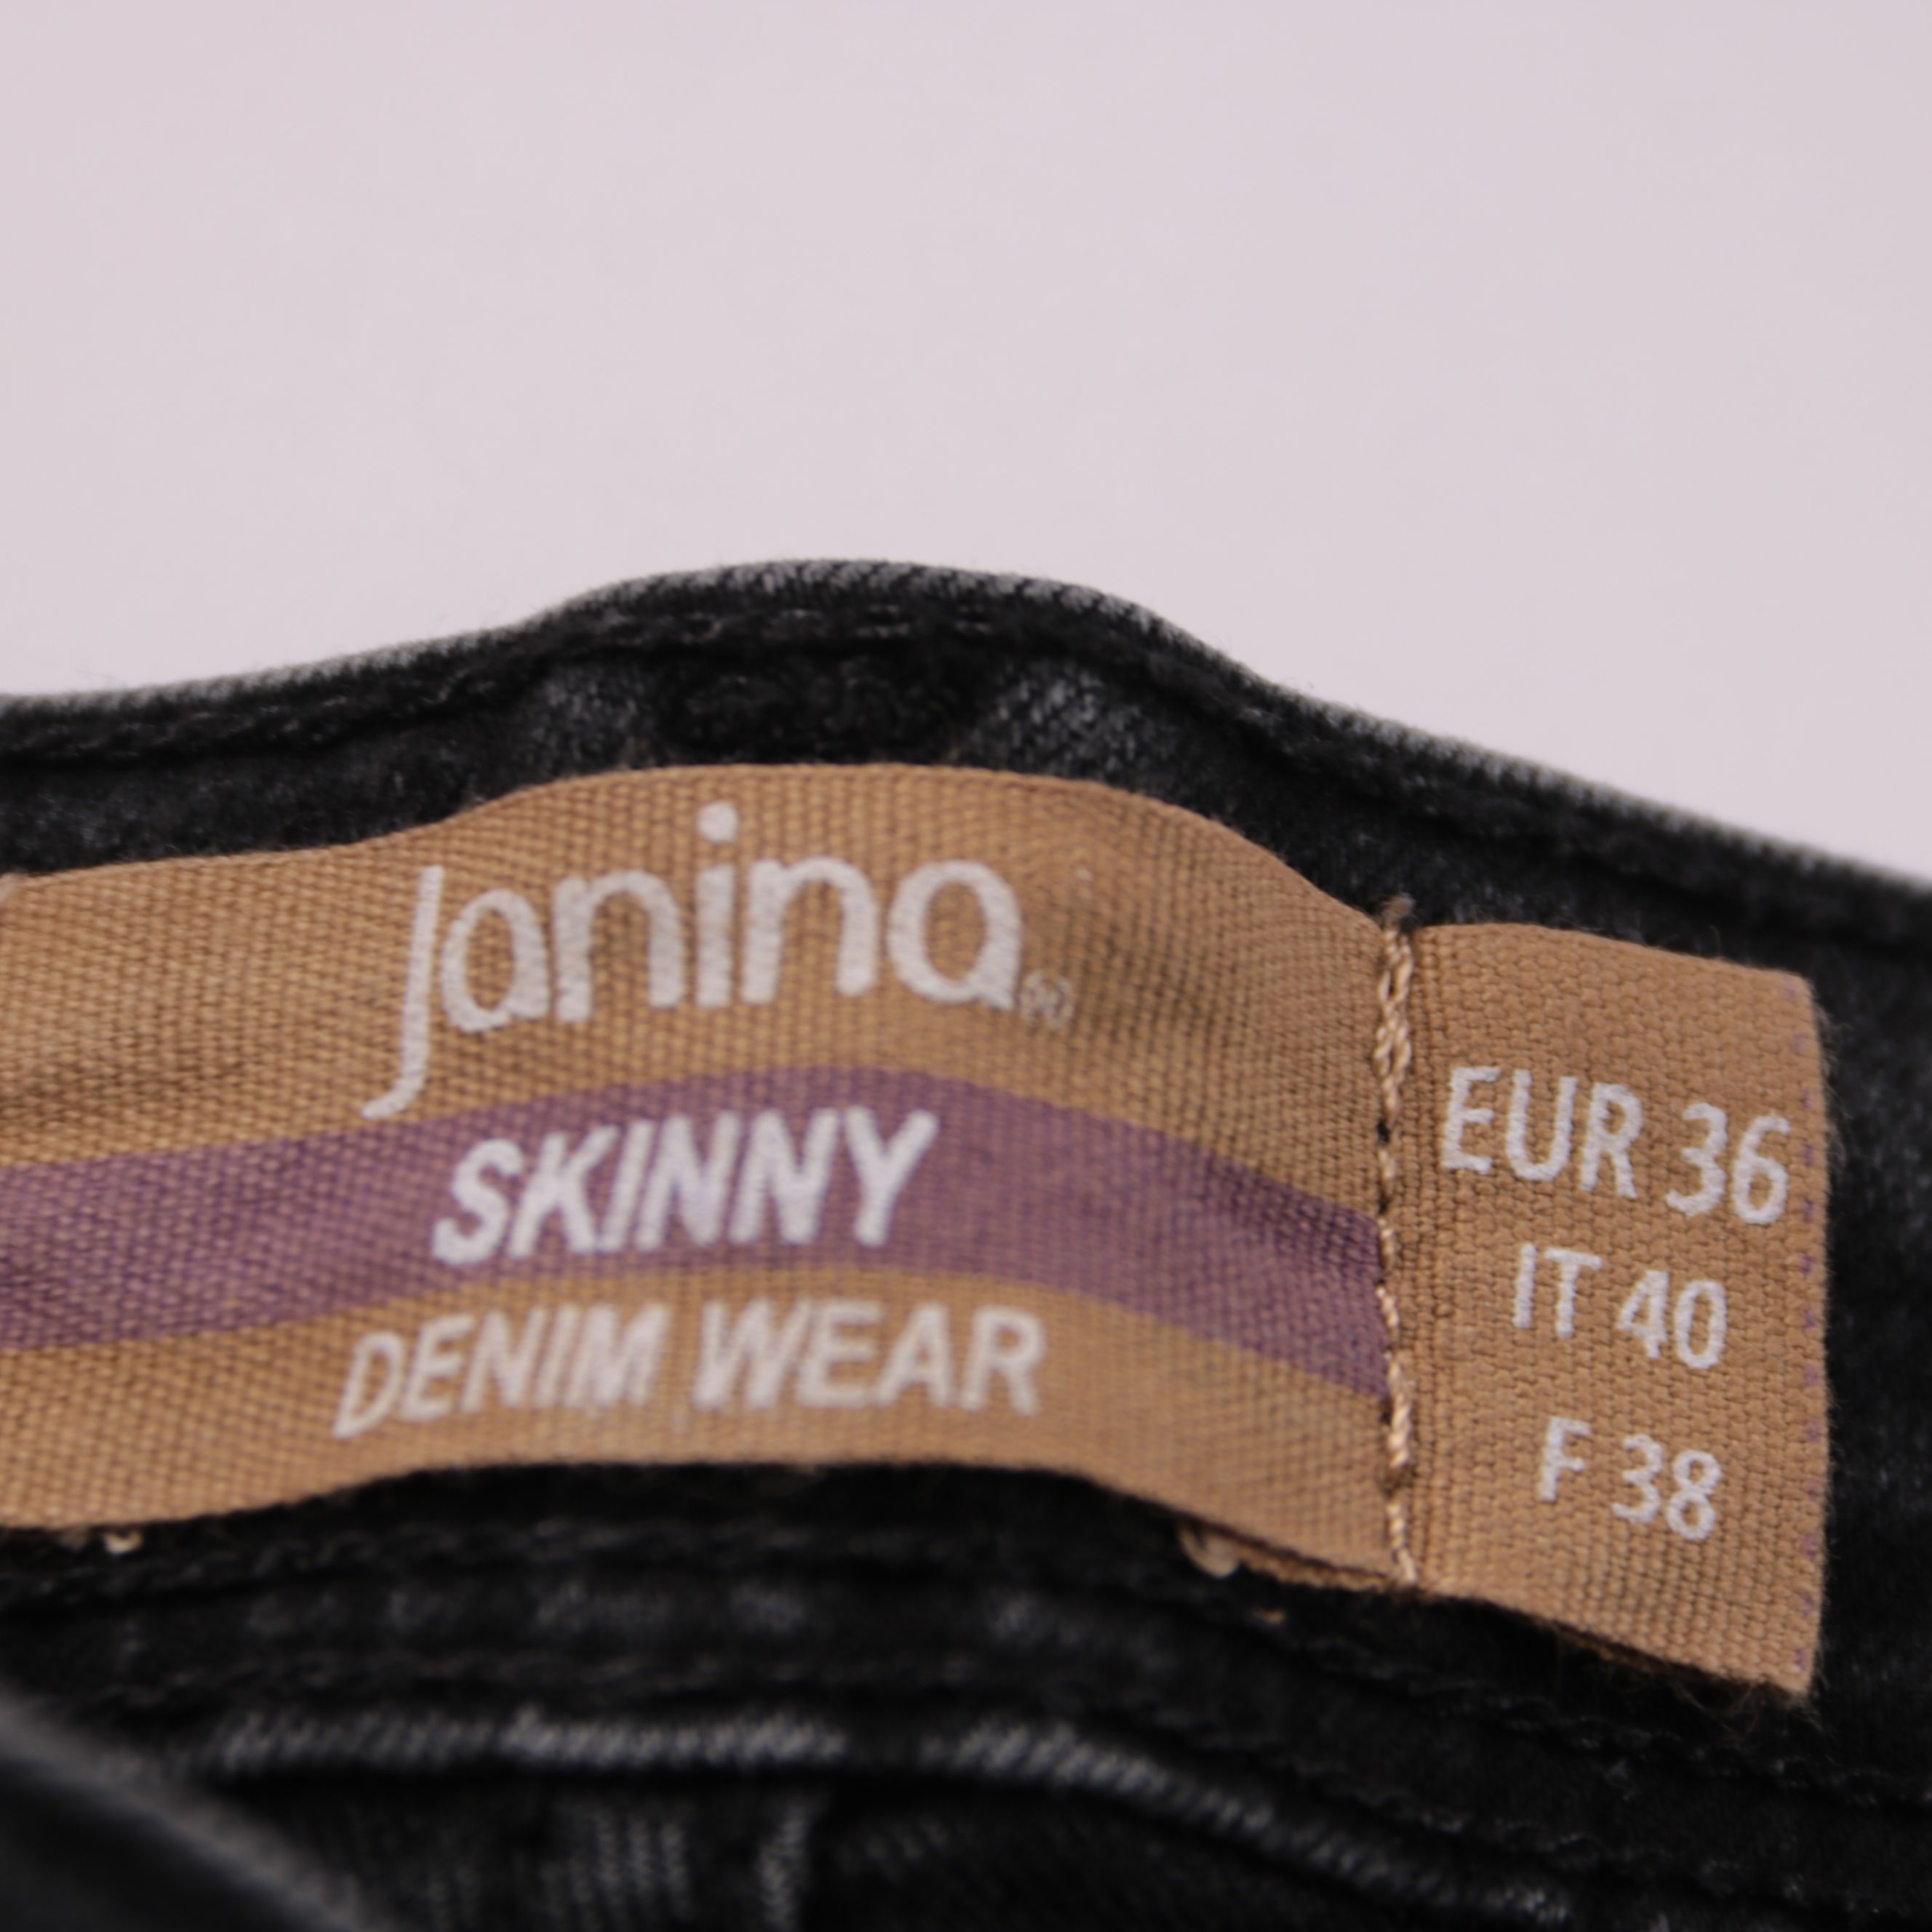 Janina®
SKINNY
DENIM WEAR
EUR 36
IT 40
F 38